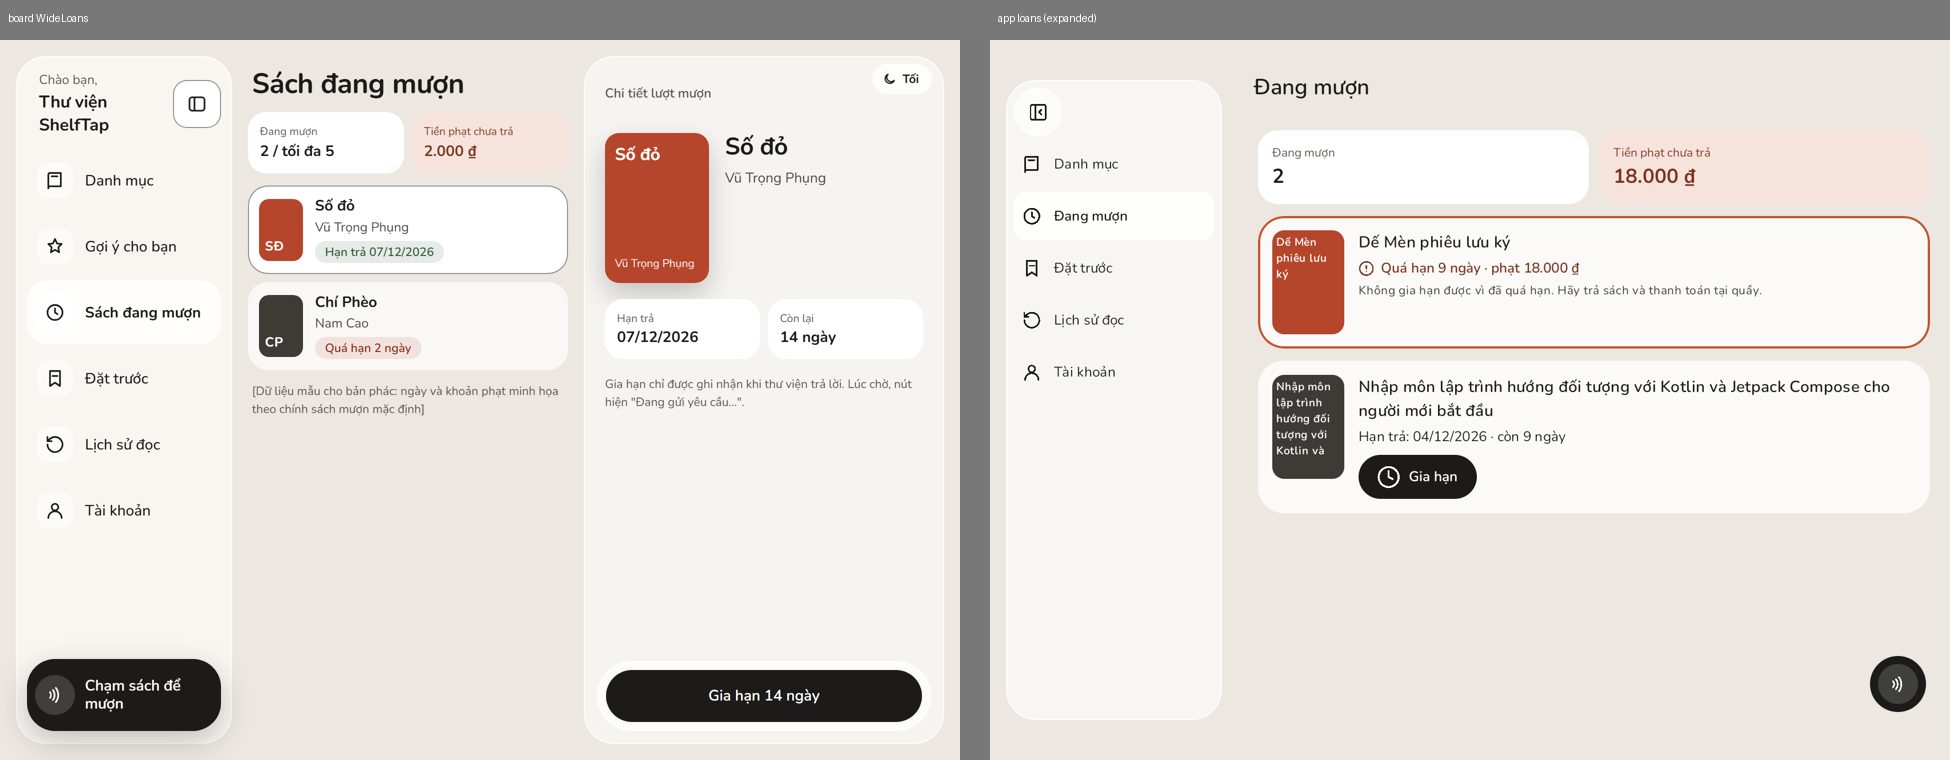 board WideLoans
Chào bạn,
Thư viện
ShelfTap
Danh mục
Gợi ý cho bạn
Sách đang mượn
Đặt trước
Lịch sử đọc
Tài khoản
Chạm sách để
mượn
Sách đang mượn
Đang mượn
2 / tối đa 5
Tiền phạt chưa trả
2.000 ₫
SĐ
Số đỏ
Vũ Trọng Phụng
Hạn trả 07/12/2026
CP
Chí Phèo
Nam Cao
Quá hạn 2 ngày
[Dữ liệu mẫu cho bản phác: ngày và khoản phạt minh họa
theo chính sách mượn mặc định]
Chi tiết lượt mượn
Tối
Số đỏ
Vũ Trọng Phụng
Số đỏ
Vũ Trọng Phụng
Hạn trả
07/12/2026
Còn lại
14 ngày
Gia hạn chỉ được ghi nhận khi thư viện trả lời. Lúc chờ, nút
hiện "Đang gửi yêu cầu...".
Gia hạn 14 ngày
app loans (expanded)
Danh mục
Đang mượn
Đặt trước
Lịch sử đọc
Tài khoản
Đang mượn
Đang mượn
2
Tiền phạt chưa trả
18.000 ₫
Dế Mèn
phiêu lưu
ký
Dế Mèn phiêu lưu ký
Quá hạn 9 ngày · phạt 18.000 ₫
Không gia hạn được vì đã quá hạn. Hãy trả sách và thanh toán tại quầy.
Nhập môn
lập trình
hướng đối
tượng với
Kotlin và
Nhập môn lập trình hướng đối tượng với Kotlin và Jetpack Compose cho
người mới bắt đầu
Hạn trả: 04/12/2026 · còn 9 ngày
Gia hạn